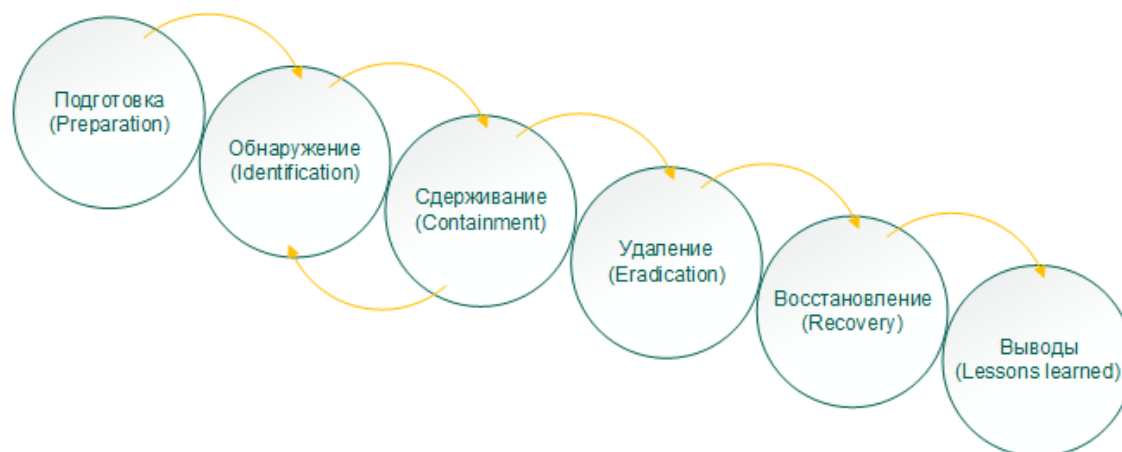 Подготовка
(Preparation)
Обнаружение
(Identification)
Сдерживание
(Containment)
Удаление
(Eradication)
Восстановление
(Recovery)
Выводы
(Lessons learned)